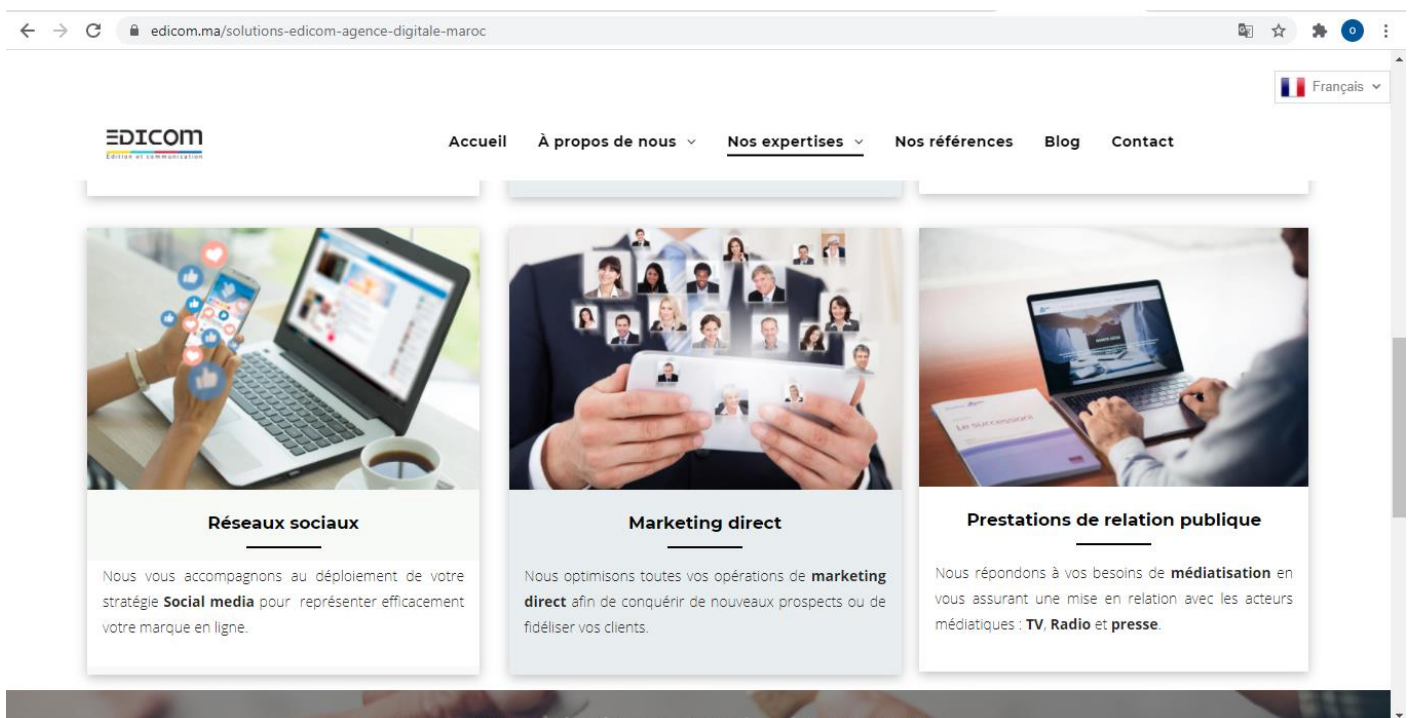 edicom.ma/solutions-edicom-agence-digitale-maroc
Français
EDICOM
Edition et communication
Accueil À propos de nous Nos expertises Nos références Blog Contact
Le successioni
Réseaux sociaux
Nous vous accompagnons au déploiement de votre
stratégie Social media pour représenter efficacement
votre marque en ligne.
Marketing direct
Nous optimisons toutes vos opérations de marketing
direct afin de conquérir de nouveaux prospects ou de
fidéliser vos clients.
Prestations de relation publique
Nous répondons à vos besoins de médiatisation en
vous assurant une mise en relation avec les acteurs
médiatiques : TV, Radio et presse.